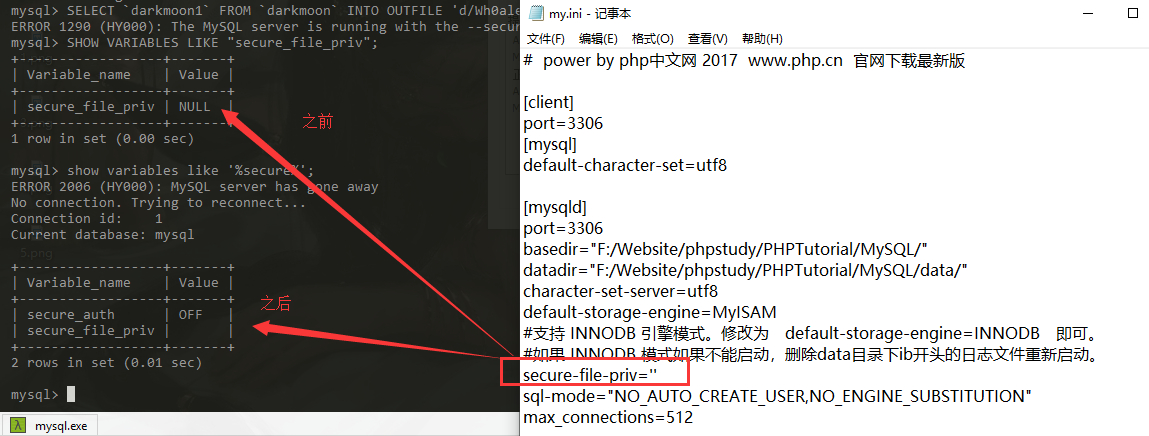 mysql> SELECT `darkmoon1` FROM `darkmoon` INTO OUTFILE 'd/Wh0ale
ERROR 1290 (HY000): The MySQL server is running with the --secur
mysql> SHOW VARIABLES LIKE "secure_file_priv";
+------------------+-------+
| Variable_name | Value |
+------------------+-------+
| secure_file_priv | NULL |
+------------------+-------+
1 row in set (0.00 sec)
之前
mysql> show variables like '%secure%';
ERROR 2006 (HY000): MySQL server has gone away
No connection. Trying to reconnect...
Connection id: 1
Current database: mysql
5.png
+------------------+-------+
| Variable_name | Value |
+------------------+-------+
| secure_auth | OFF |
| secure_file_priv | |
+------------------+-------+
2 rows in set (0.01 sec)
之后
mysql>
λ mysql.exe
my.ini - 记事本
文件(F) 编辑(E) 格式(O) 查看(V) 帮助(H)
# power by php中文网 2017 www.php.cn 官网下载最新版
[client]
port=3306
[mysql]
default-character-set=utf8
[mysqld]
port=3306
basedir="F:/Website/phpstudy/PHPTutorial/MySQL/"
datadir="F:/Website/phpstudy/PHPTutorial/MySQL/data/"
character-set-server=utf8
default-storage-engine=MyISAM
#支持 INNODB 引擎模式。修改为 default-storage-engine=INNODB 即可。
#如果 INNODB 模式如果不能启动，删除data目录下ib开头的日志文件重新启动。
secure-file-priv=''
sql-mode="NO_AUTO_CREATE_USER,NO_ENGINE_SUBSTITUTION"
max_connections=512